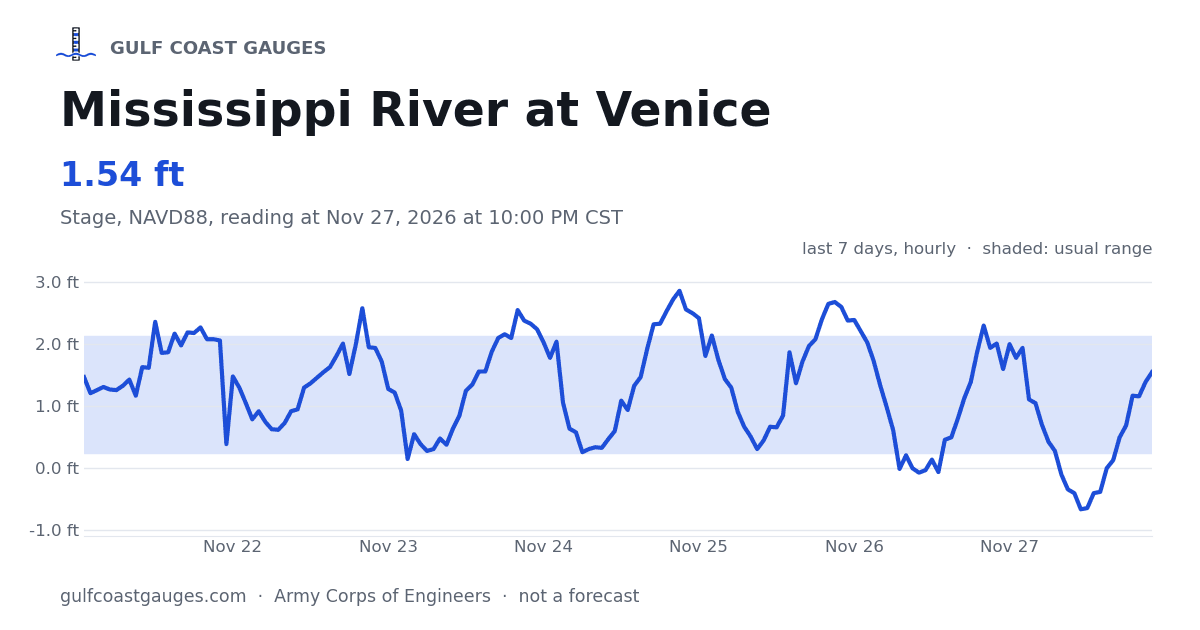 GULF COAST GAUGES
Mississippi River at Venice
1.54 ft
Stage, NAVD88, reading at Nov 27, 2026 at 10:00 PM CST
last 7 days, hourly · shaded: usual range
3.0 ft
2.0 ft
1.0 ft
0.0 ft
-1.0 ft
Nov 22 Nov 23 Nov 24 Nov 25 Nov 26 Nov 27
gulfcoastgauges.com · Army Corps of Engineers · not a forecast